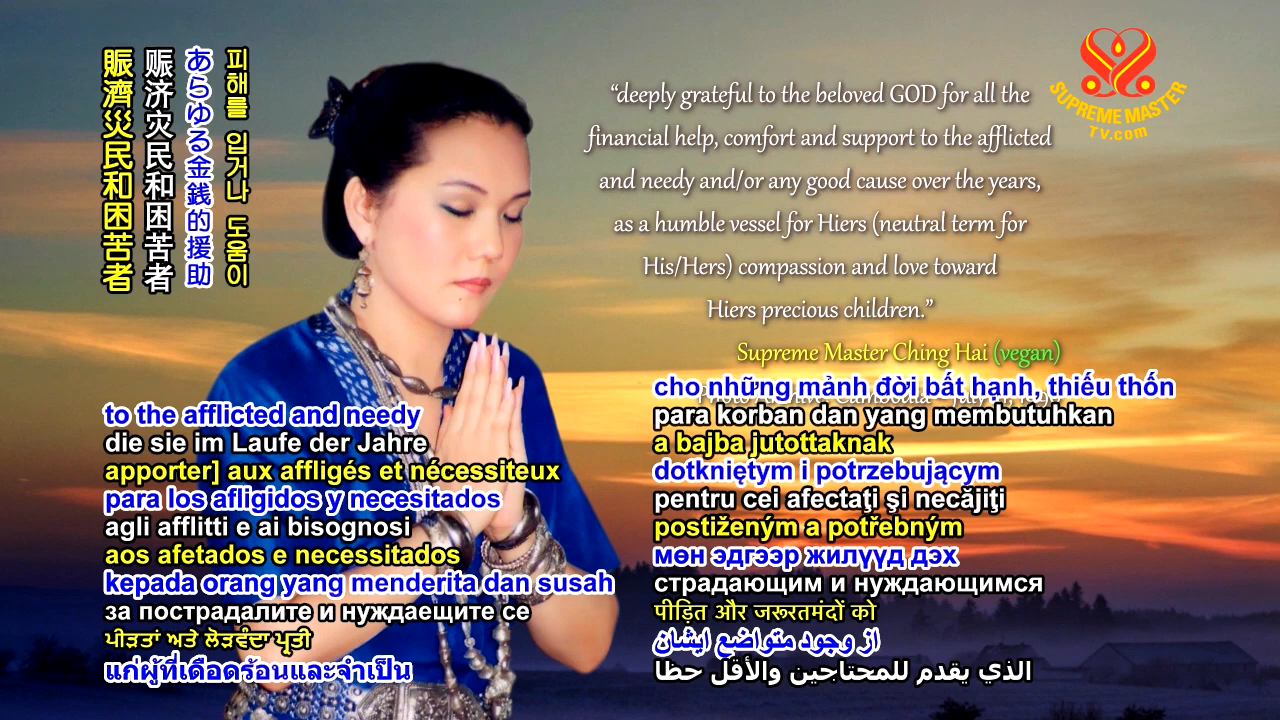 賑濟災民和困苦者
赈济灾民和困苦者
あらゆる金銭的援助
피해를 입거나 도움이
“deeply grateful to the beloved GOD for all the
financial help, comfort and support to the afflicted
and needy and/or any good cause over the years,
as a humble vessel for Hiers (neutral term for
His/Hers) compassion and love toward
Hiers precious children.”
Supreme Master Ching Hai (vegan)
SUPREME MASTER
TV.com
to the afflicted and needy
die sie im Laufe der Jahre
apporter] aux affligés et nécessiteux
para los afligidos y necesitados
agli afflitti e ai bisognosi
aos afetados e necessitados
kepada orang yang menderita dan susah
за пострадалите и нуждаещите се
ਪੀੜਤਾਂ ਅਤੇ ਲੋੜਵੰਦਾ ਪ੍ਰਤੀ
แก่ผู้ที่เดือดร้อนและจำเป็น
cho những mảnh đời bất hạnh, thiếu thốn
para korban dan yang membutuhkan
a bajba jutottaknak
dotkniętym i potrzebującym
pentru cei afectaţi şi necăjiţi
postiženým a potřebným
мөн эдгээр жилүүд дэх
страдающим и нуждающимся
पीड़ित और जरूरतमंदों को
از وجود متواضع ایشان
الذي يقدم للمحتاجين والأقل حظا